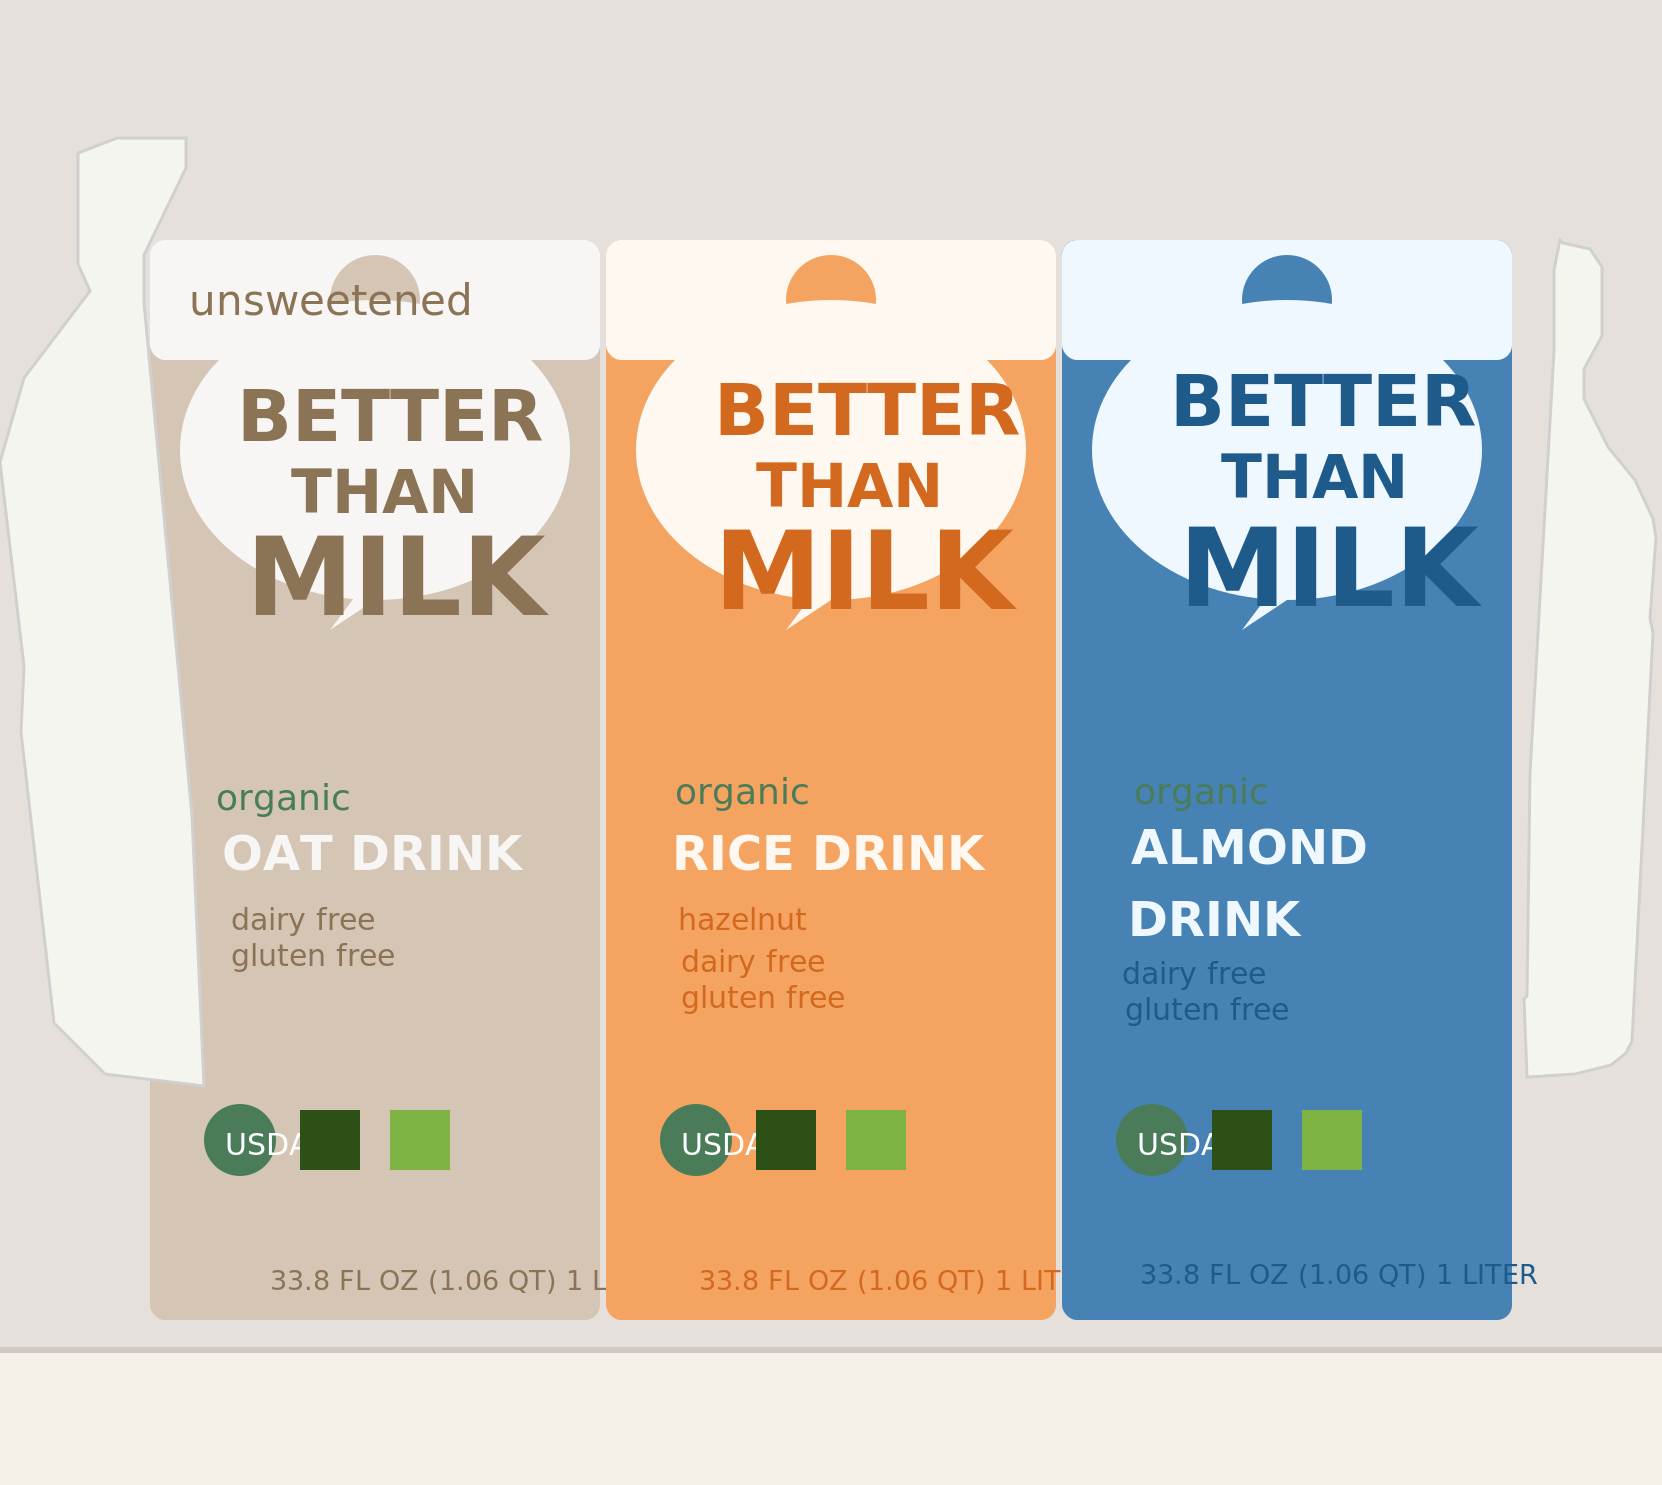 unsweetened
BETTER
THAN
MILK
organic
OAT DRINK
dairy free
gluten free
USDA
33.8 FL OZ (1.06 QT) 1 L
BETTER
THAN
MILK
organic
RICE DRINK
hazelnut
dairy free
gluten free
USDA
33.8 FL OZ (1.06 QT) 1 LIT
BETTER
THAN
MILK
organic
ALMOND
DRINK
dairy free
gluten free
USDA
33.8 FL OZ (1.06 QT) 1 LITER